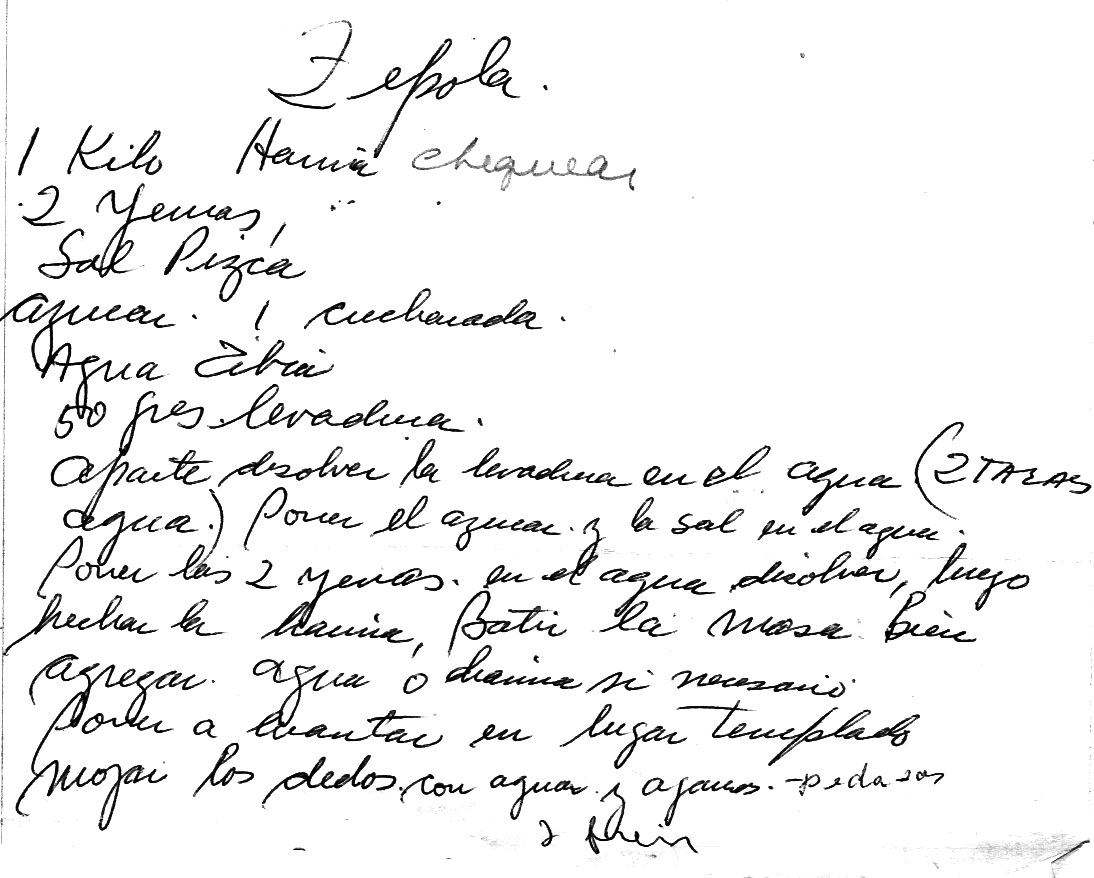 Zepola.
1 Kilo Harina chequear
2 Yemas,
Sal Pizca
azucar. 1 cucharada.
Agua tibia
50 grs. levadura.
aparte disolver la levadura en el agua (2 TAZAS
agua.) Poner el azucar y la sal en el agua.
Poner las 2 yemas. en el agua disolver, luego
hechar la harina, Batir la masa bien
agregar agua o harina si necesario
Poner a levantar en lugar templado
Mojar los dedos. con agua y agamos. - pedasos
y freir